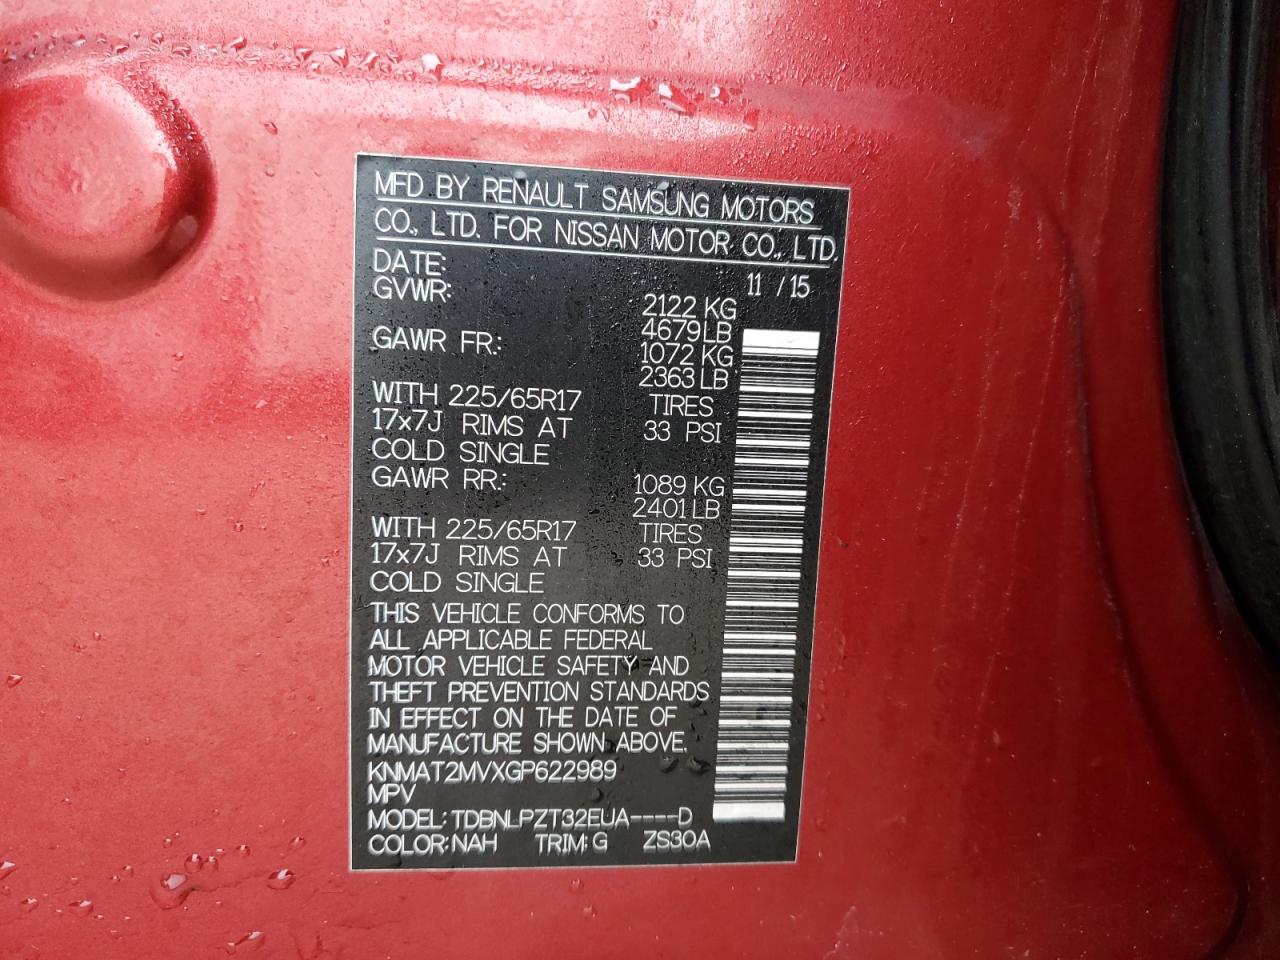 MFD BY RENAULT SAMSUNG MOTORS
CO., LTD. FOR NISSAN MOTOR CO., LTD.
DATE: 11 / 15
GVWR: 2122 KG
4679 LB
GAWR FR: 1072 KG
2363 LB
WITH 225/65R17 TIRES
17x7J RIMS AT 33 PSI
COLD SINGLE
GAWR RR: 1089 KG
2401 LB
WITH 225/65R17 TIRES
17x7J RIMS AT 33 PSI
COLD SINGLE
THIS VEHICLE CONFORMS TO
ALL APPLICABLE FEDERAL
MOTOR VEHICLE SAFETY AND
THEFT PREVENTION STANDARDS
IN EFFECT ON THE DATE OF
MANUFACTURE SHOWN ABOVE.
KNMAT2MVXGP622989
MPV
MODEL: TDBNLPZT32EUA----D
COLOR: NAH TRIM: G ZS30A